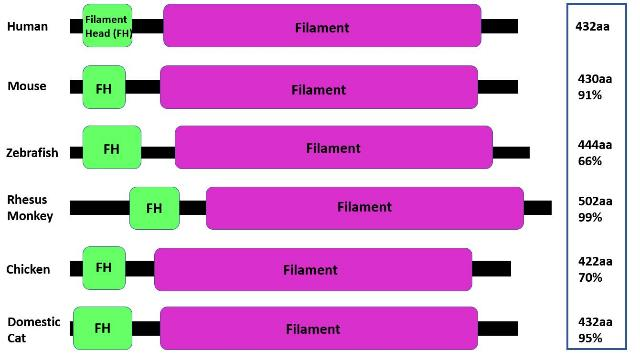 Human
Filament
Head (FH)
Filament
432aa
Mouse
FH
Filament
430aa
91%
Zebrafish
FH
Filament
444aa
66%
Rhesus
Monkey
FH
Filament
502aa
99%
Chicken
FH
Filament
422aa
70%
Domestic
Cat
FH
Filament
432aa
95%